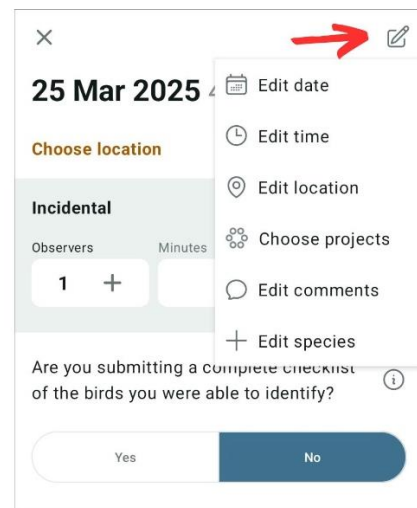 25 Mar 2025
Edit date
Edit time
Choose location
Edit location
Incidental
Choose projects
Observers
Minutes
1 +
Edit comments
Edit species
Are you submitting a complete checklist
of the birds you were able to identify?
Yes
No